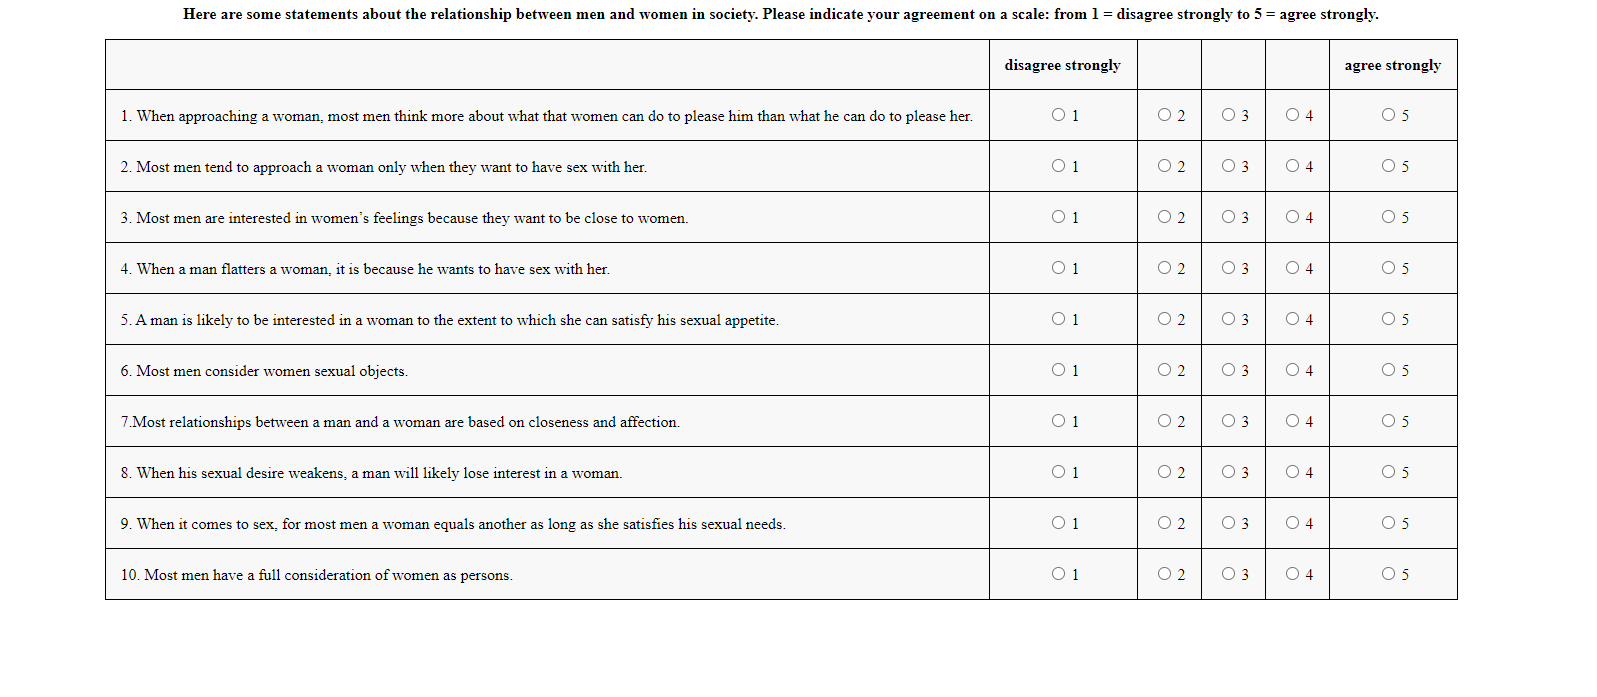 Here are some statements about the relationship between men and women in society. Please indicate your agreement on a scale: from 1 = disagree strongly to 5 = agree strongly.
disagree strongly agree strongly
1. When approaching a woman, most men think more about what that women can do to please him than what he can do to please her. 1 2 3 4 5
2. Most men tend to approach a woman only when they want to have sex with her. 1 2 3 4 5
3. Most men are interested in women's feelings because they want to be close to women. 1 2 3 4 5
4. When a man flatters a woman, it is because he wants to have sex with her. 1 2 3 4 5
5. A man is likely to be interested in a woman to the extent to which she can satisfy his sexual appetite. 1 2 3 4 5
6. Most men consider women sexual objects. 1 2 3 4 5
7.Most relationships between a man and a woman are based on closeness and affection. 1 2 3 4 5
8. When his sexual desire weakens, a man will likely lose interest in a woman. 1 2 3 4 5
9. When it comes to sex, for most men a woman equals another as long as she satisfies his sexual needs. 1 2 3 4 5
10. Most men have a full consideration of women as persons. 1 2 3 4 5